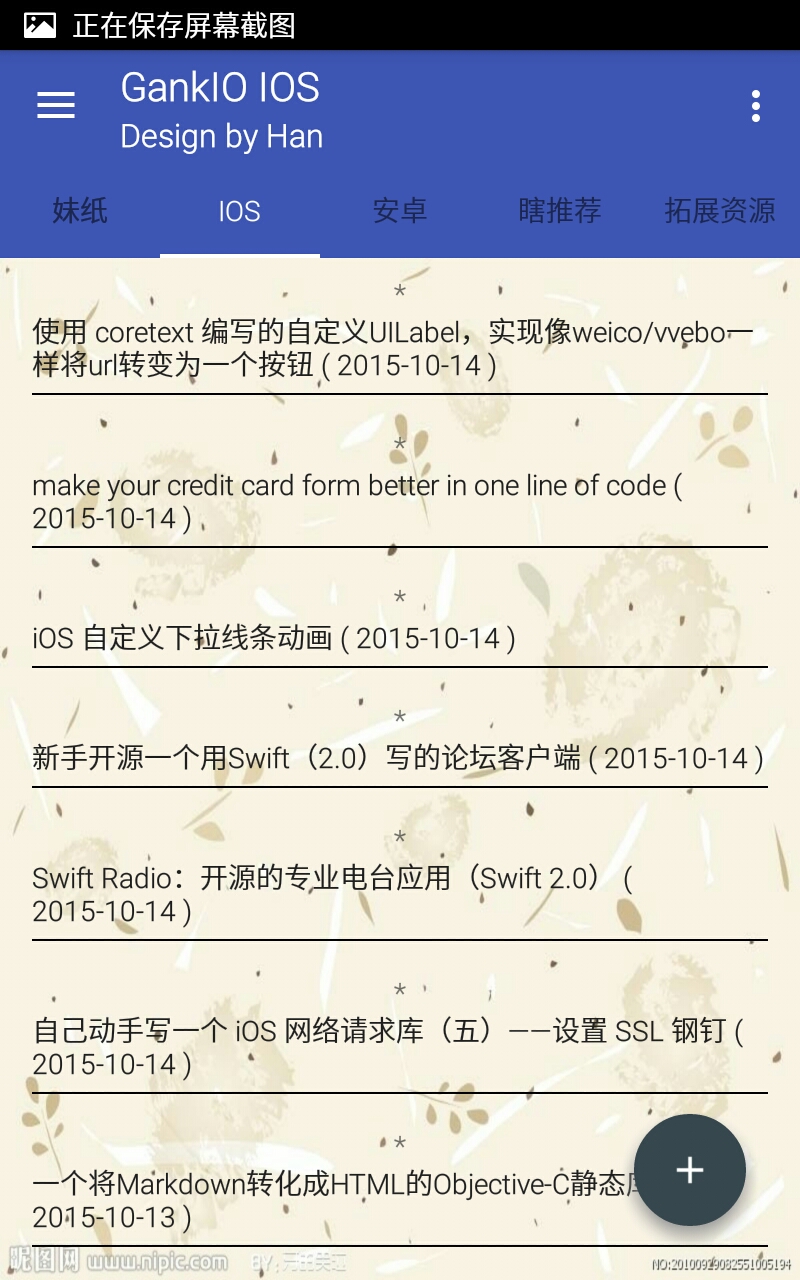 正在保存屏幕截图
GankIO IOS
Design by Han
妹纸 IOS 安卓 瞎推荐 拓展资源
*
使用 coretext 编写的自定义UILabel，实现像weico/vvebo一
样将url转变为一个按钮 ( 2015-10-14 )
*
make your credit card form better in one line of code (
2015-10-14 )
*
iOS 自定义下拉线条动画 ( 2015-10-14 )
*
新手开源一个用Swift（2.0）写的论坛客户端 ( 2015-10-14 )
*
Swift Radio：开源的专业电台应用（Swift 2.0） (
2015-10-14 )
*
自己动手写一个 iOS 网络请求库（五）——设置 SSL 钢钉 (
2015-10-14 )
*
一个将Markdown转化成HTML的Objective-C静态
2015-10-13 )
昵图网 www.nipic.com BY:
NO:20100929082551005194